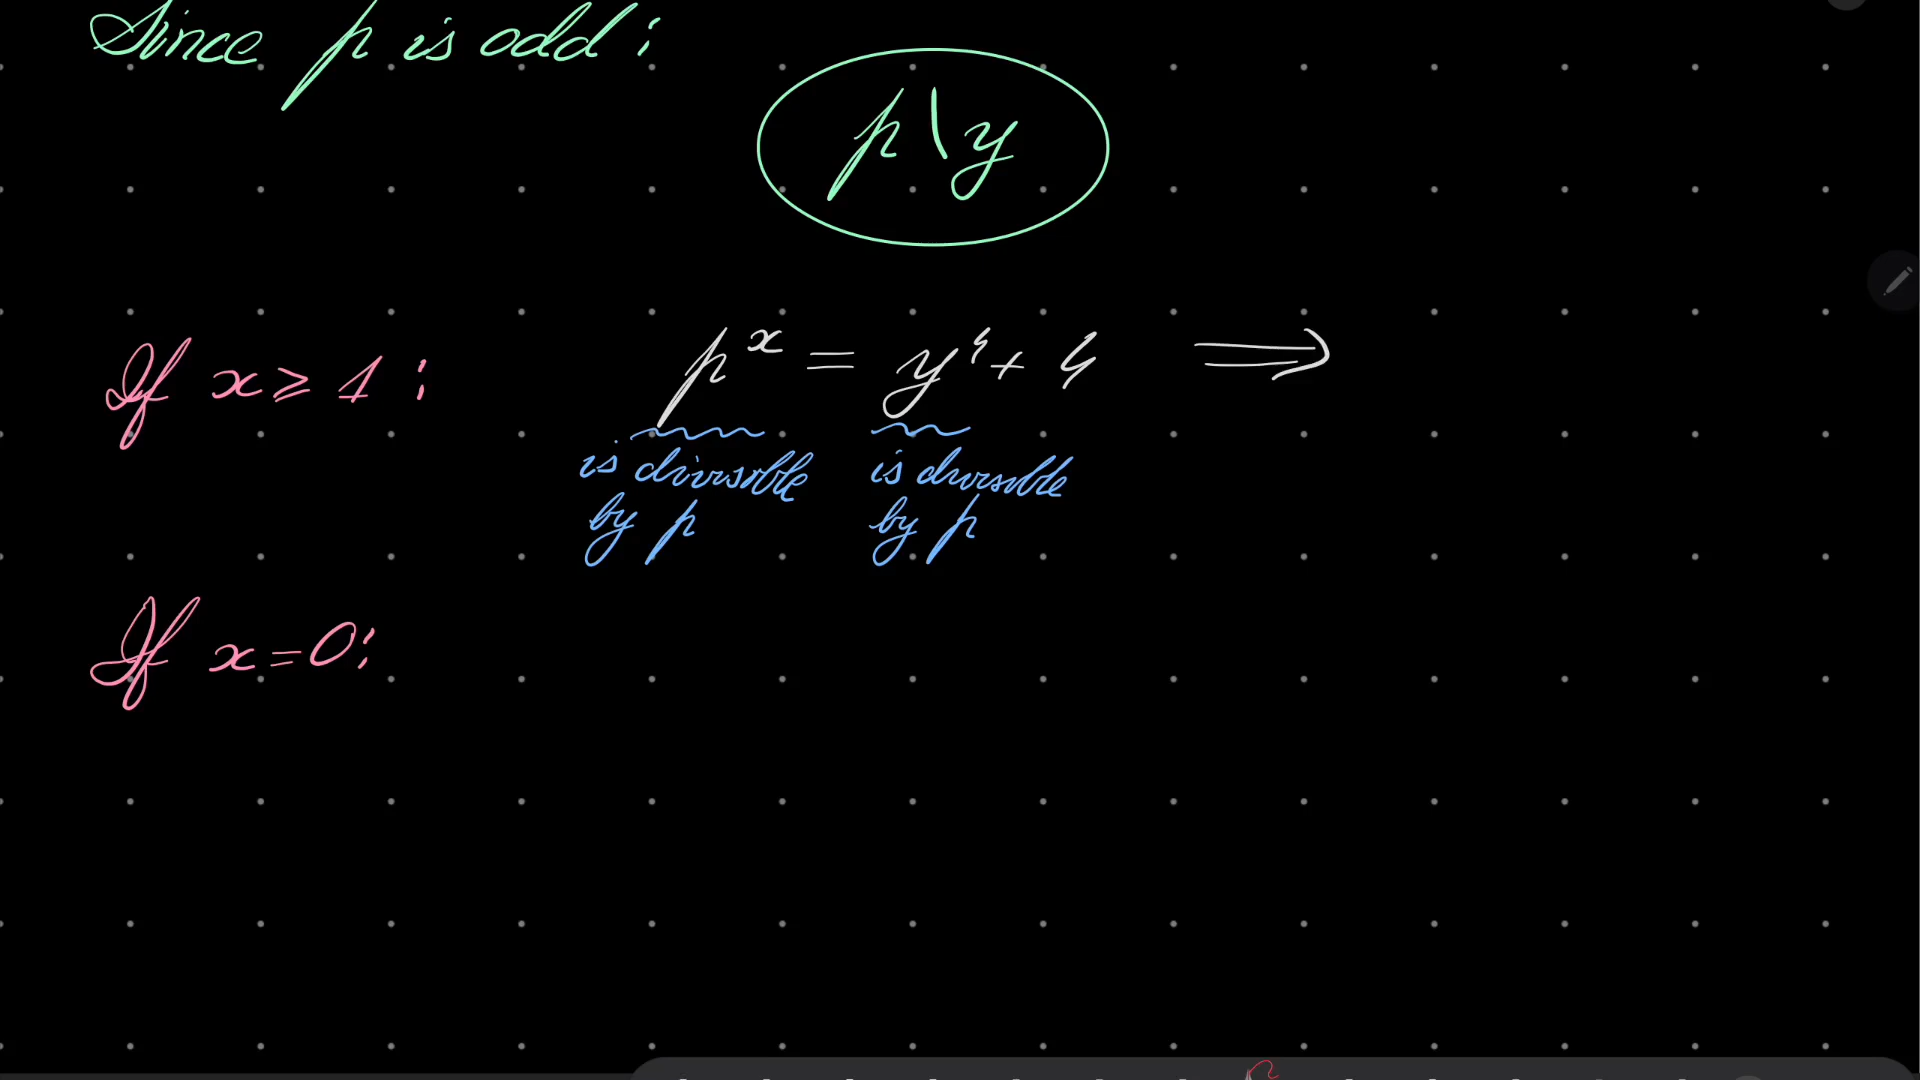 Since p is odd:
p \ y
If x ≥ 1: p^x = y^4 + 4 ⟹
is divisible is divisible
by p by p
If x = 0: